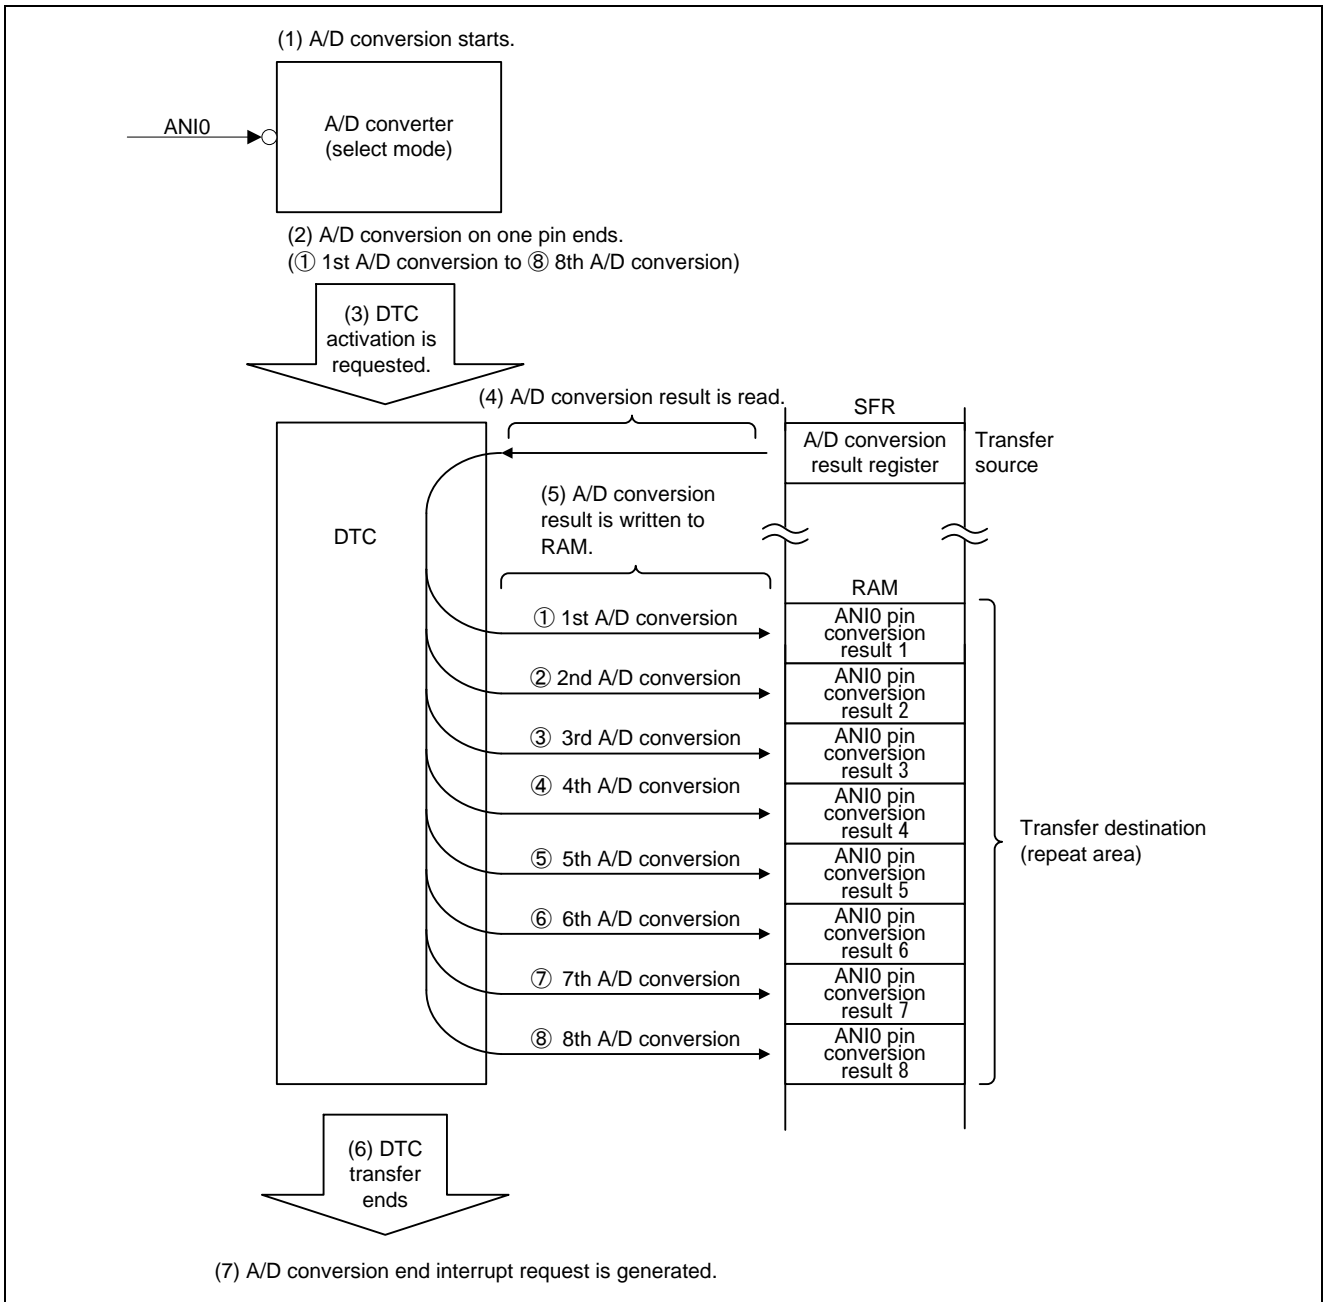 (1) A/D conversion starts.
ANI0
A/D converter
(select mode)
(2) A/D conversion on one pin ends.
(① 1st A/D conversion to ⑧ 8th A/D conversion)
(3) DTC
activation is
requested.
(4) A/D conversion result is read.
SFR
A/D conversion
result register
Transfer
source
(5) A/D conversion
result is written to
RAM.
DTC
RAM
① 1st A/D conversion
ANI0 pin
conversion
result 1
② 2nd A/D conversion
ANI0 pin
conversion
result 2
③ 3rd A/D conversion
ANI0 pin
conversion
result 3
④ 4th A/D conversion
ANI0 pin
conversion
result 4
Transfer destination
(repeat area)
⑤ 5th A/D conversion
ANI0 pin
conversion
result 5
⑥ 6th A/D conversion
ANI0 pin
conversion
result 6
⑦ 7th A/D conversion
ANI0 pin
conversion
result 7
⑧ 8th A/D conversion
ANI0 pin
conversion
result 8
(6) DTC
transfer
ends
(7) A/D conversion end interrupt request is generated.